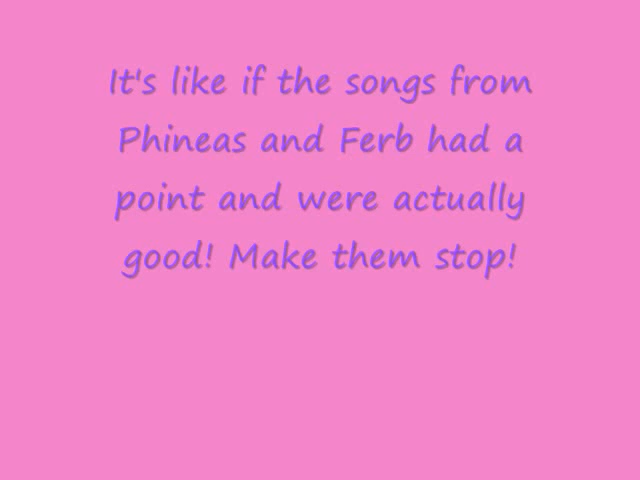 It's like if the songs from
Phineas and Ferb had a
point and were actually
good! Make them stop!